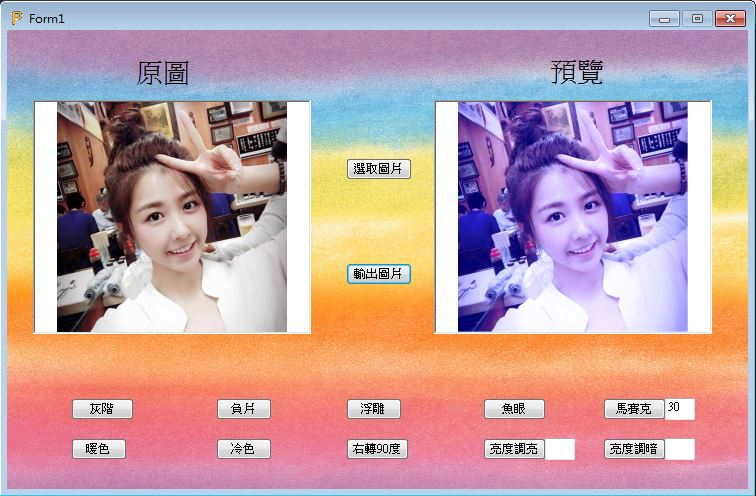 Form1
原圖
預覽
選取圖片
輸出圖片
灰階
負片
浮雕
魚眼
馬賽克
30
暖色
冷色
右轉90度
亮度調亮
亮度調暗